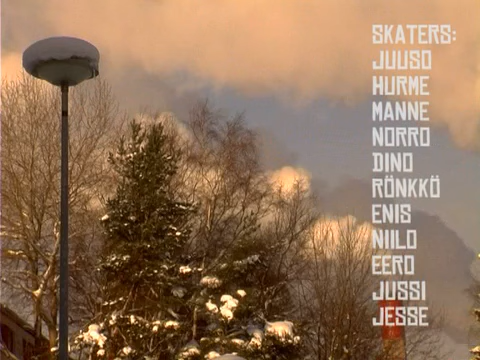 SKATERS:
JUUSO
HURME
MANNE
NORRO
DINO
RÖNKKÖ
ENIS
NIILO
EERO
JUSSI
JESSE